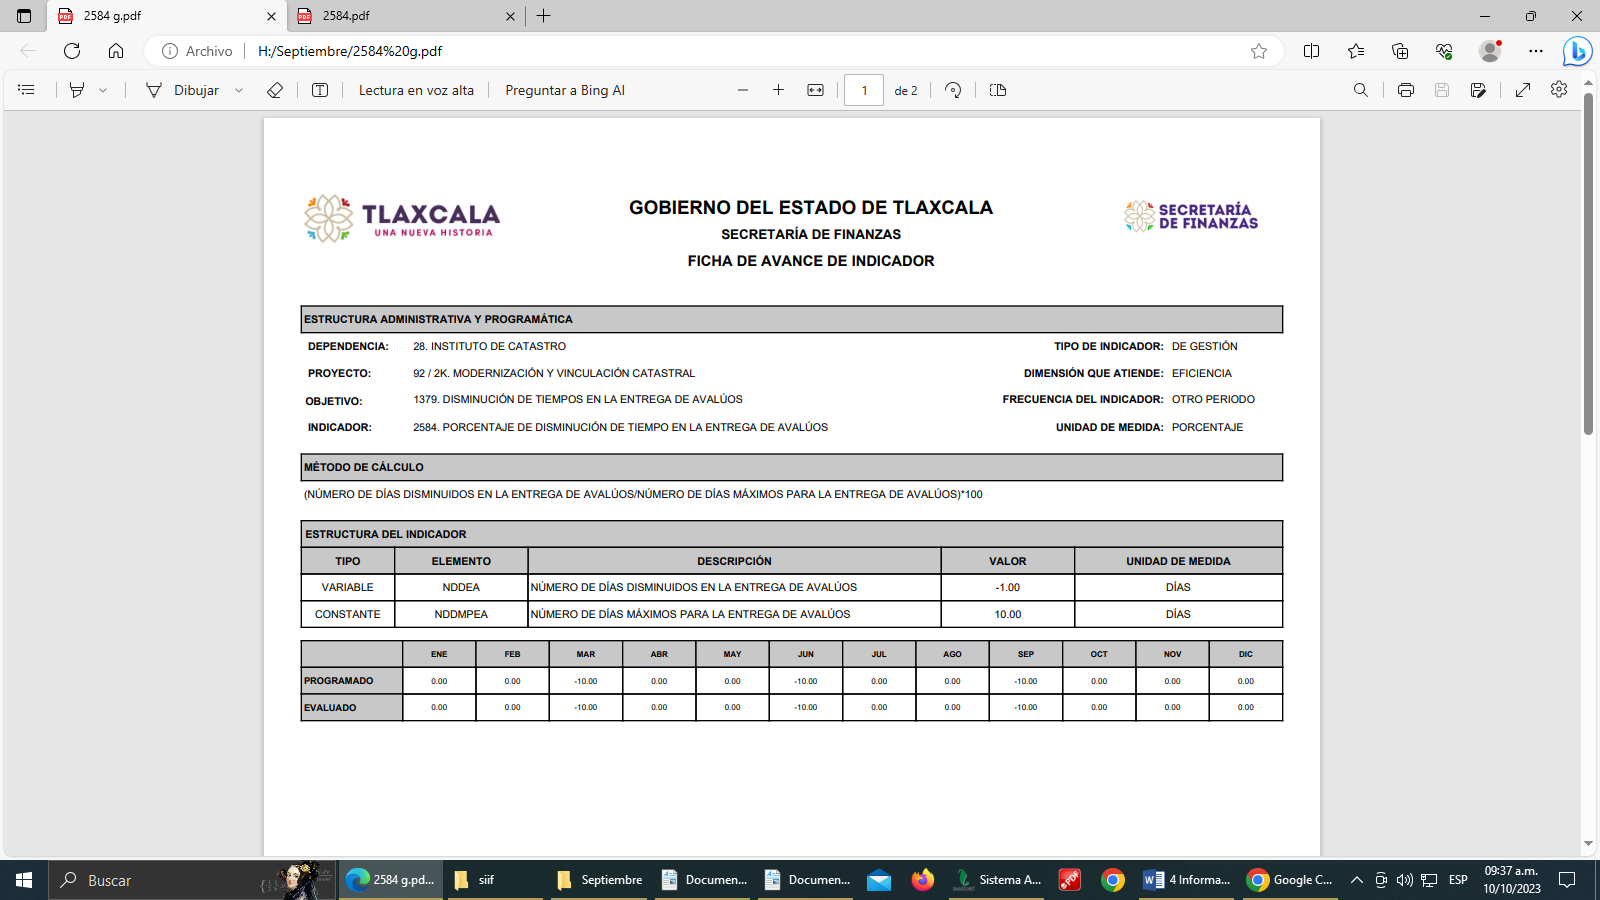 2584 g.pdf
2584.pdf
Archivo
H:/Septiembre/2584%20g.pdf
Dibujar
Lectura en voz alta
Preguntar a Bing AI
1
de 2
TLAXCALA
UNA NUEVA HISTORIA
GOBIERNO DEL ESTADO DE TLAXCALA
SECRETARÍA DE FINANZAS
FICHA DE AVANCE DE INDICADOR
SECRETARÍA
DE FINANZAS
ESTRUCTURA ADMINISTRATIVA Y PROGRAMÁTICA
DEPENDENCIA: 28. INSTITUTO DE CATASTRO TIPO DE INDICADOR: DE GESTIÓN
PROYECTO: 92 / 2K. MODERNIZACIÓN Y VINCULACIÓN CATASTRAL DIMENSIÓN QUE ATIENDE: EFICIENCIA
OBJETIVO: 1379. DISMINUCIÓN DE TIEMPOS EN LA ENTREGA DE AVALÚOS FRECUENCIA DEL INDICADOR: OTRO PERIODO
INDICADOR: 2584. PORCENTAJE DE DISMINUCIÓN DE TIEMPO EN LA ENTREGA DE AVALÚOS UNIDAD DE MEDIDA: PORCENTAJE
MÉTODO DE CÁLCULO
(NÚMERO DE DÍAS DISMINUIDOS EN LA ENTREGA DE AVALÚOS/NÚMERO DE DÍAS MÁXIMOS PARA LA ENTREGA DE AVALÚOS)*100
ESTRUCTURA DEL INDICADOR
TIPO ELEMENTO DESCRIPCIÓN VALOR UNIDAD DE MEDIDA
VARIABLE NDDEA NÚMERO DE DÍAS DISMINUIDOS EN LA ENTREGA DE AVALÚOS -1.00 DÍAS
CONSTANTE NDDMPEA NÚMERO DE DÍAS MÁXIMOS PARA LA ENTREGA DE AVALÚOS 10.00 DÍAS
ENE FEB MAR ABR MAY JUN JUL AGO SEP OCT NOV DIC
PROGRAMADO 0.00 0.00 -10.00 0.00 0.00 -10.00 0.00 0.00 -10.00 0.00 0.00 0.00
EVALUADO 0.00 0.00 -10.00 0.00 0.00 -10.00 0.00 0.00 -10.00 0.00 0.00 0.00
Buscar
2584 g.pd...
siif
Septiembre
Documen...
Documen...
Sistema A...
4 Informa...
Google C...
ESP
09:37 a.m.
10/10/2023